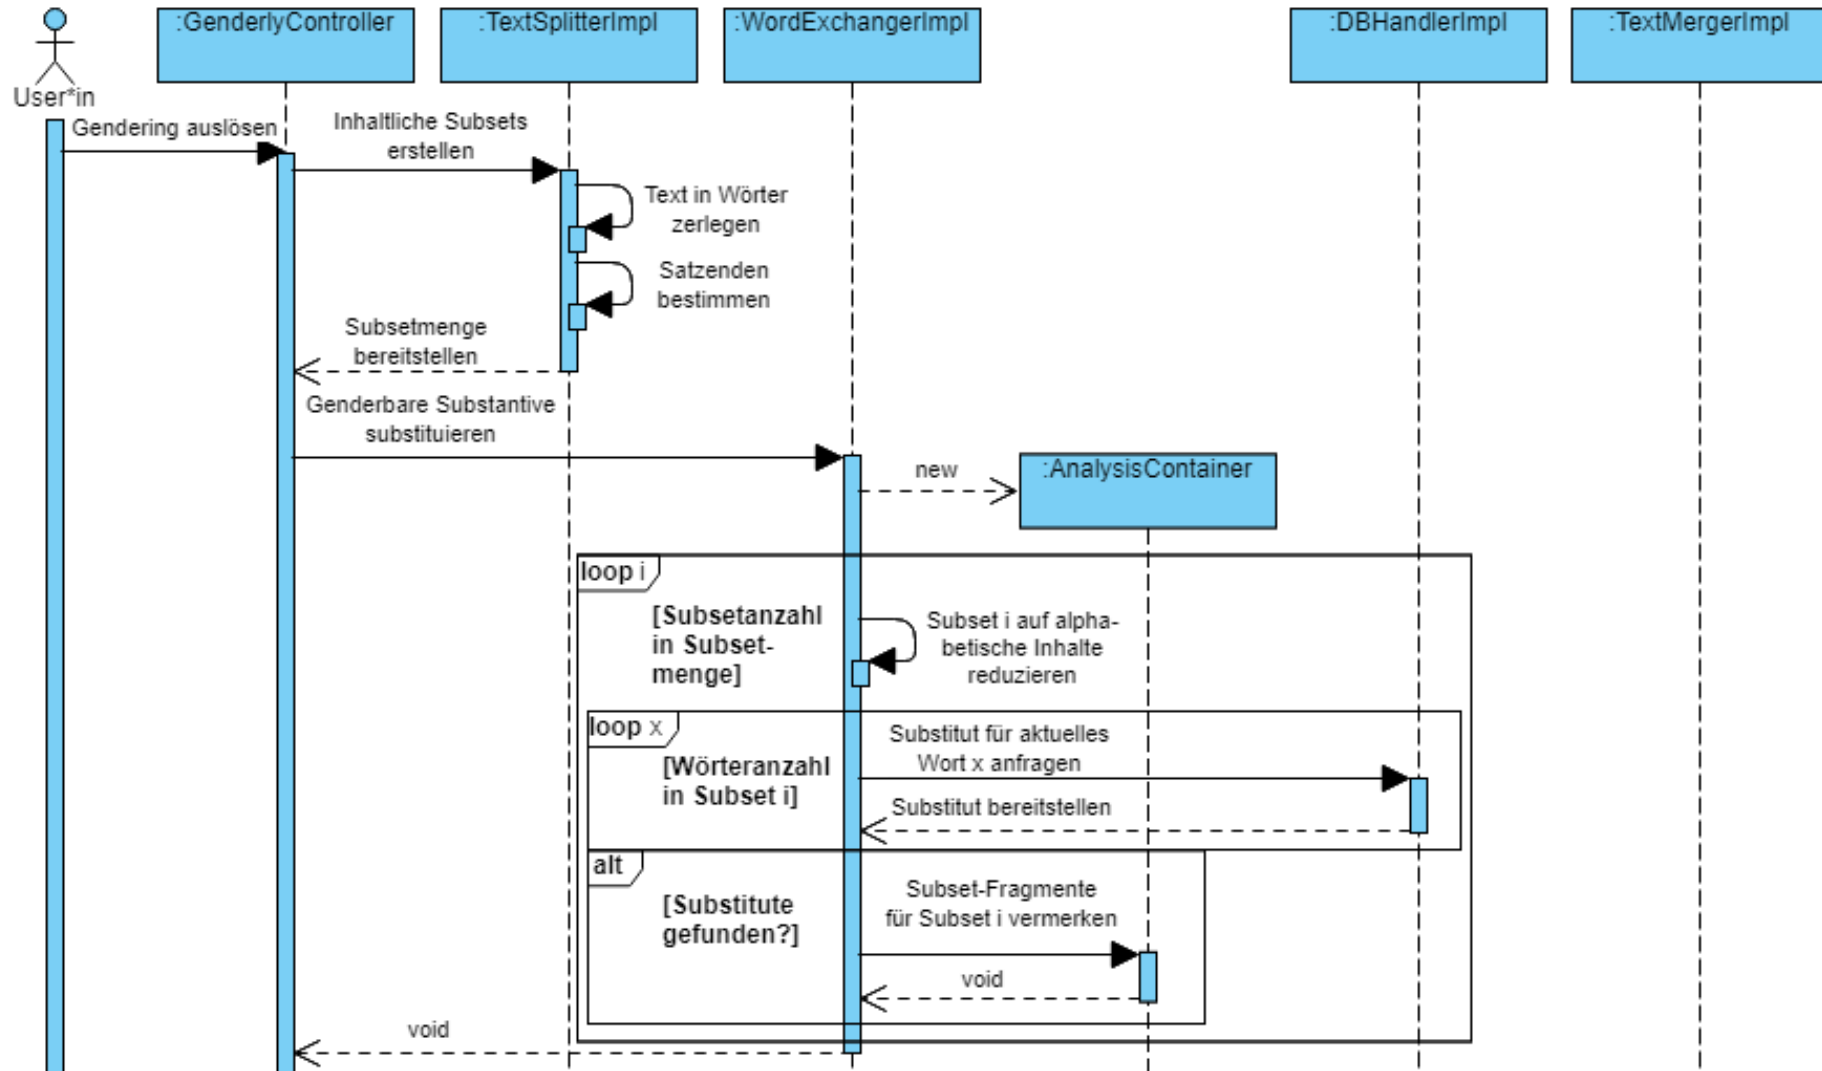 :GenderlyController
:TextSplitterImpl
:WordExchangerImpl
:DBHandlerImpl
:TextMergerImpl
User*in
Gendering auslösen
Inhaltliche Subsets
erstellen
Text in Wörter
zerlegen
Satzenden
bestimmen
Subsetmenge
bereitstellen
Genderbare Substantive
substituieren
new
:AnalysisContainer
loop i
[Subsetanzahl
in Subset-
menge]
Subset i auf alpha-
betische Inhalte
reduzieren
loop x
[Wörteranzahl
in Subset i]
Substitut für aktuelles
Wort x anfragen
Substitut bereitstellen
alt
[Substitute
gefunden?]
Subset-Fragmente
für Subset i vermerken
void
void